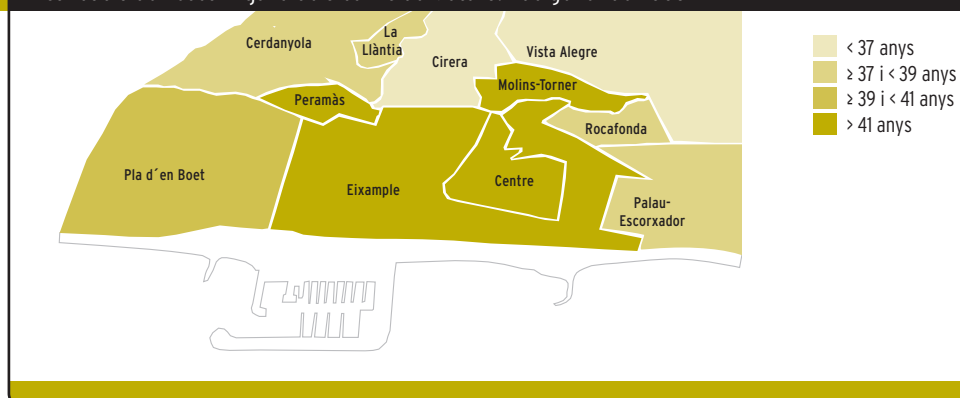 Cerdanyola
La
Llàntia
Cirera
Vista Alegre
Molins-Torner
Peramàs
Rocafonda
Pla d´en Boet
Eixample
Centre
Palau-
Escorxador
< 37 anys
≥ 37 i < 39 anys
≥ 39 i < 41 anys
> 41 anys